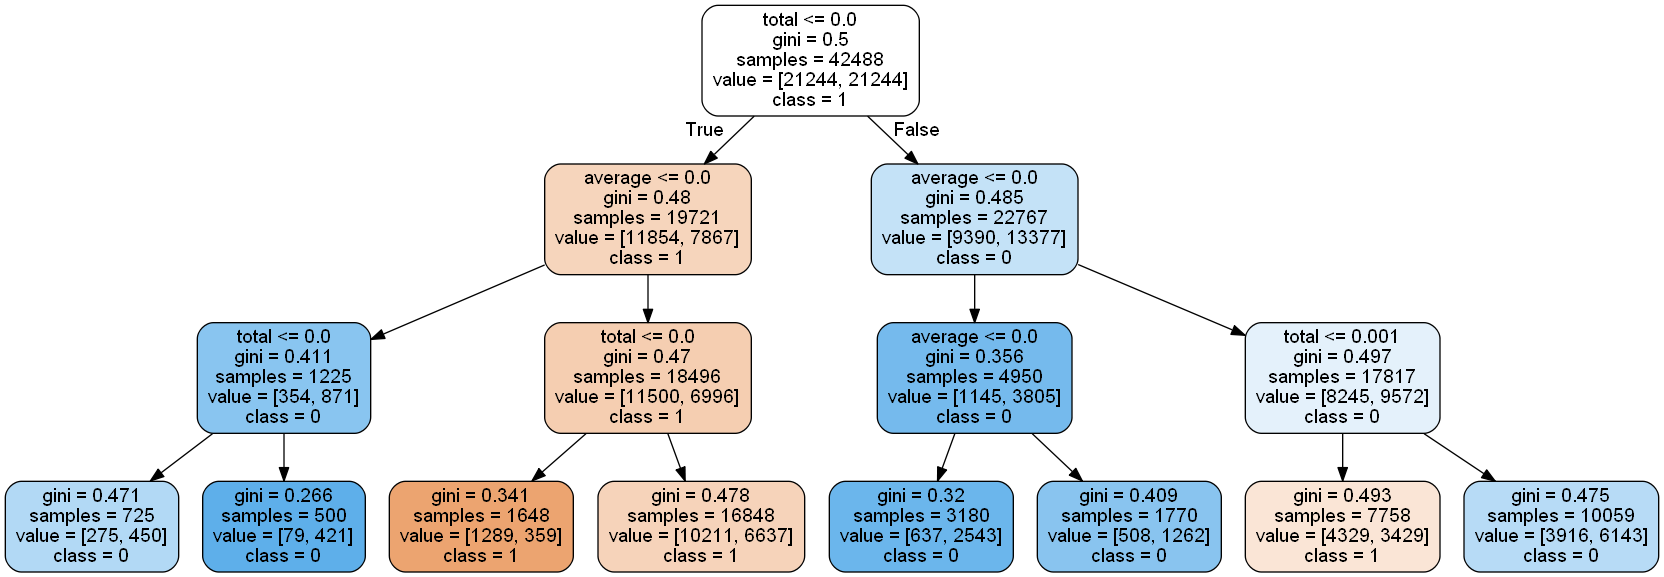 total <= 0.0
gini = 0.5
samples = 42488
value = [21244, 21244]
class = 1
True
False
average <= 0.0
gini = 0.48
samples = 19721
value = [11854, 7867]
class = 1
average <= 0.0
gini = 0.485
samples = 22767
value = [9390, 13377]
class = 0
total <= 0.0
gini = 0.411
samples = 1225
value = [354, 871]
class = 0
total <= 0.0
gini = 0.47
samples = 18496
value = [11500, 6996]
class = 1
average <= 0.0
gini = 0.356
samples = 4950
value = [1145, 3805]
class = 0
total <= 0.001
gini = 0.497
samples = 17817
value = [8245, 9572]
class = 0
gini = 0.471
samples = 725
value = [275, 450]
class = 0
gini = 0.266
samples = 500
value = [79, 421]
class = 0
gini = 0.341
samples = 1648
value = [1289, 359]
class = 1
gini = 0.478
samples = 16848
value = [10211, 6637]
class = 1
gini = 0.32
samples = 3180
value = [637, 2543]
class = 0
gini = 0.409
samples = 1770
value = [508, 1262]
class = 0
gini = 0.493
samples = 7758
value = [4329, 3429]
class = 1
gini = 0.475
samples = 10059
value = [3916, 6143]
class = 0